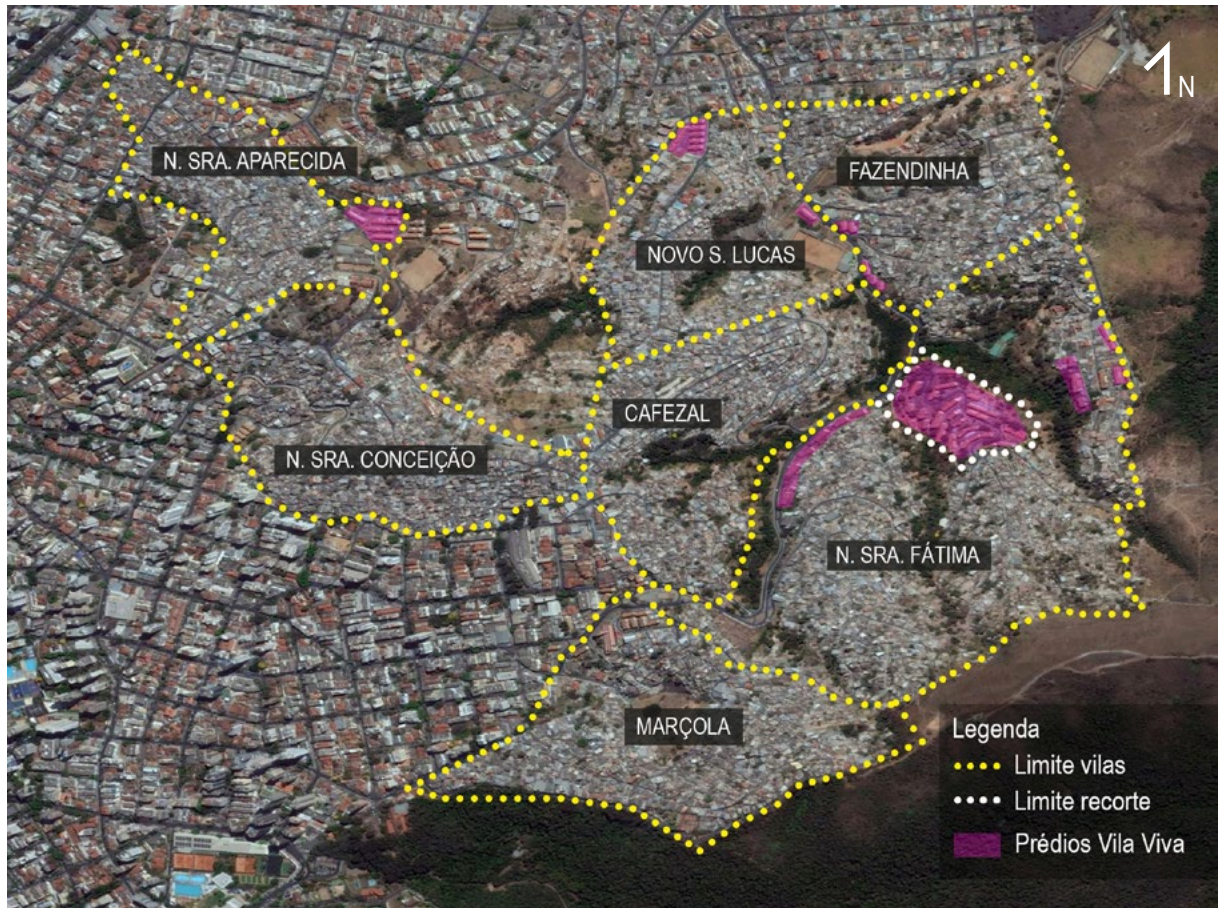 N
N. SRA. APARECIDA
FAZENDINHA
NOVO S. LUCAS
CAFEZAL
N. SRA. CONCEIÇÃO
N. SRA. FÁTIMA
MARÇOLA
Legenda
Limite vilas
Limite recorte
Prédios Vila Viva